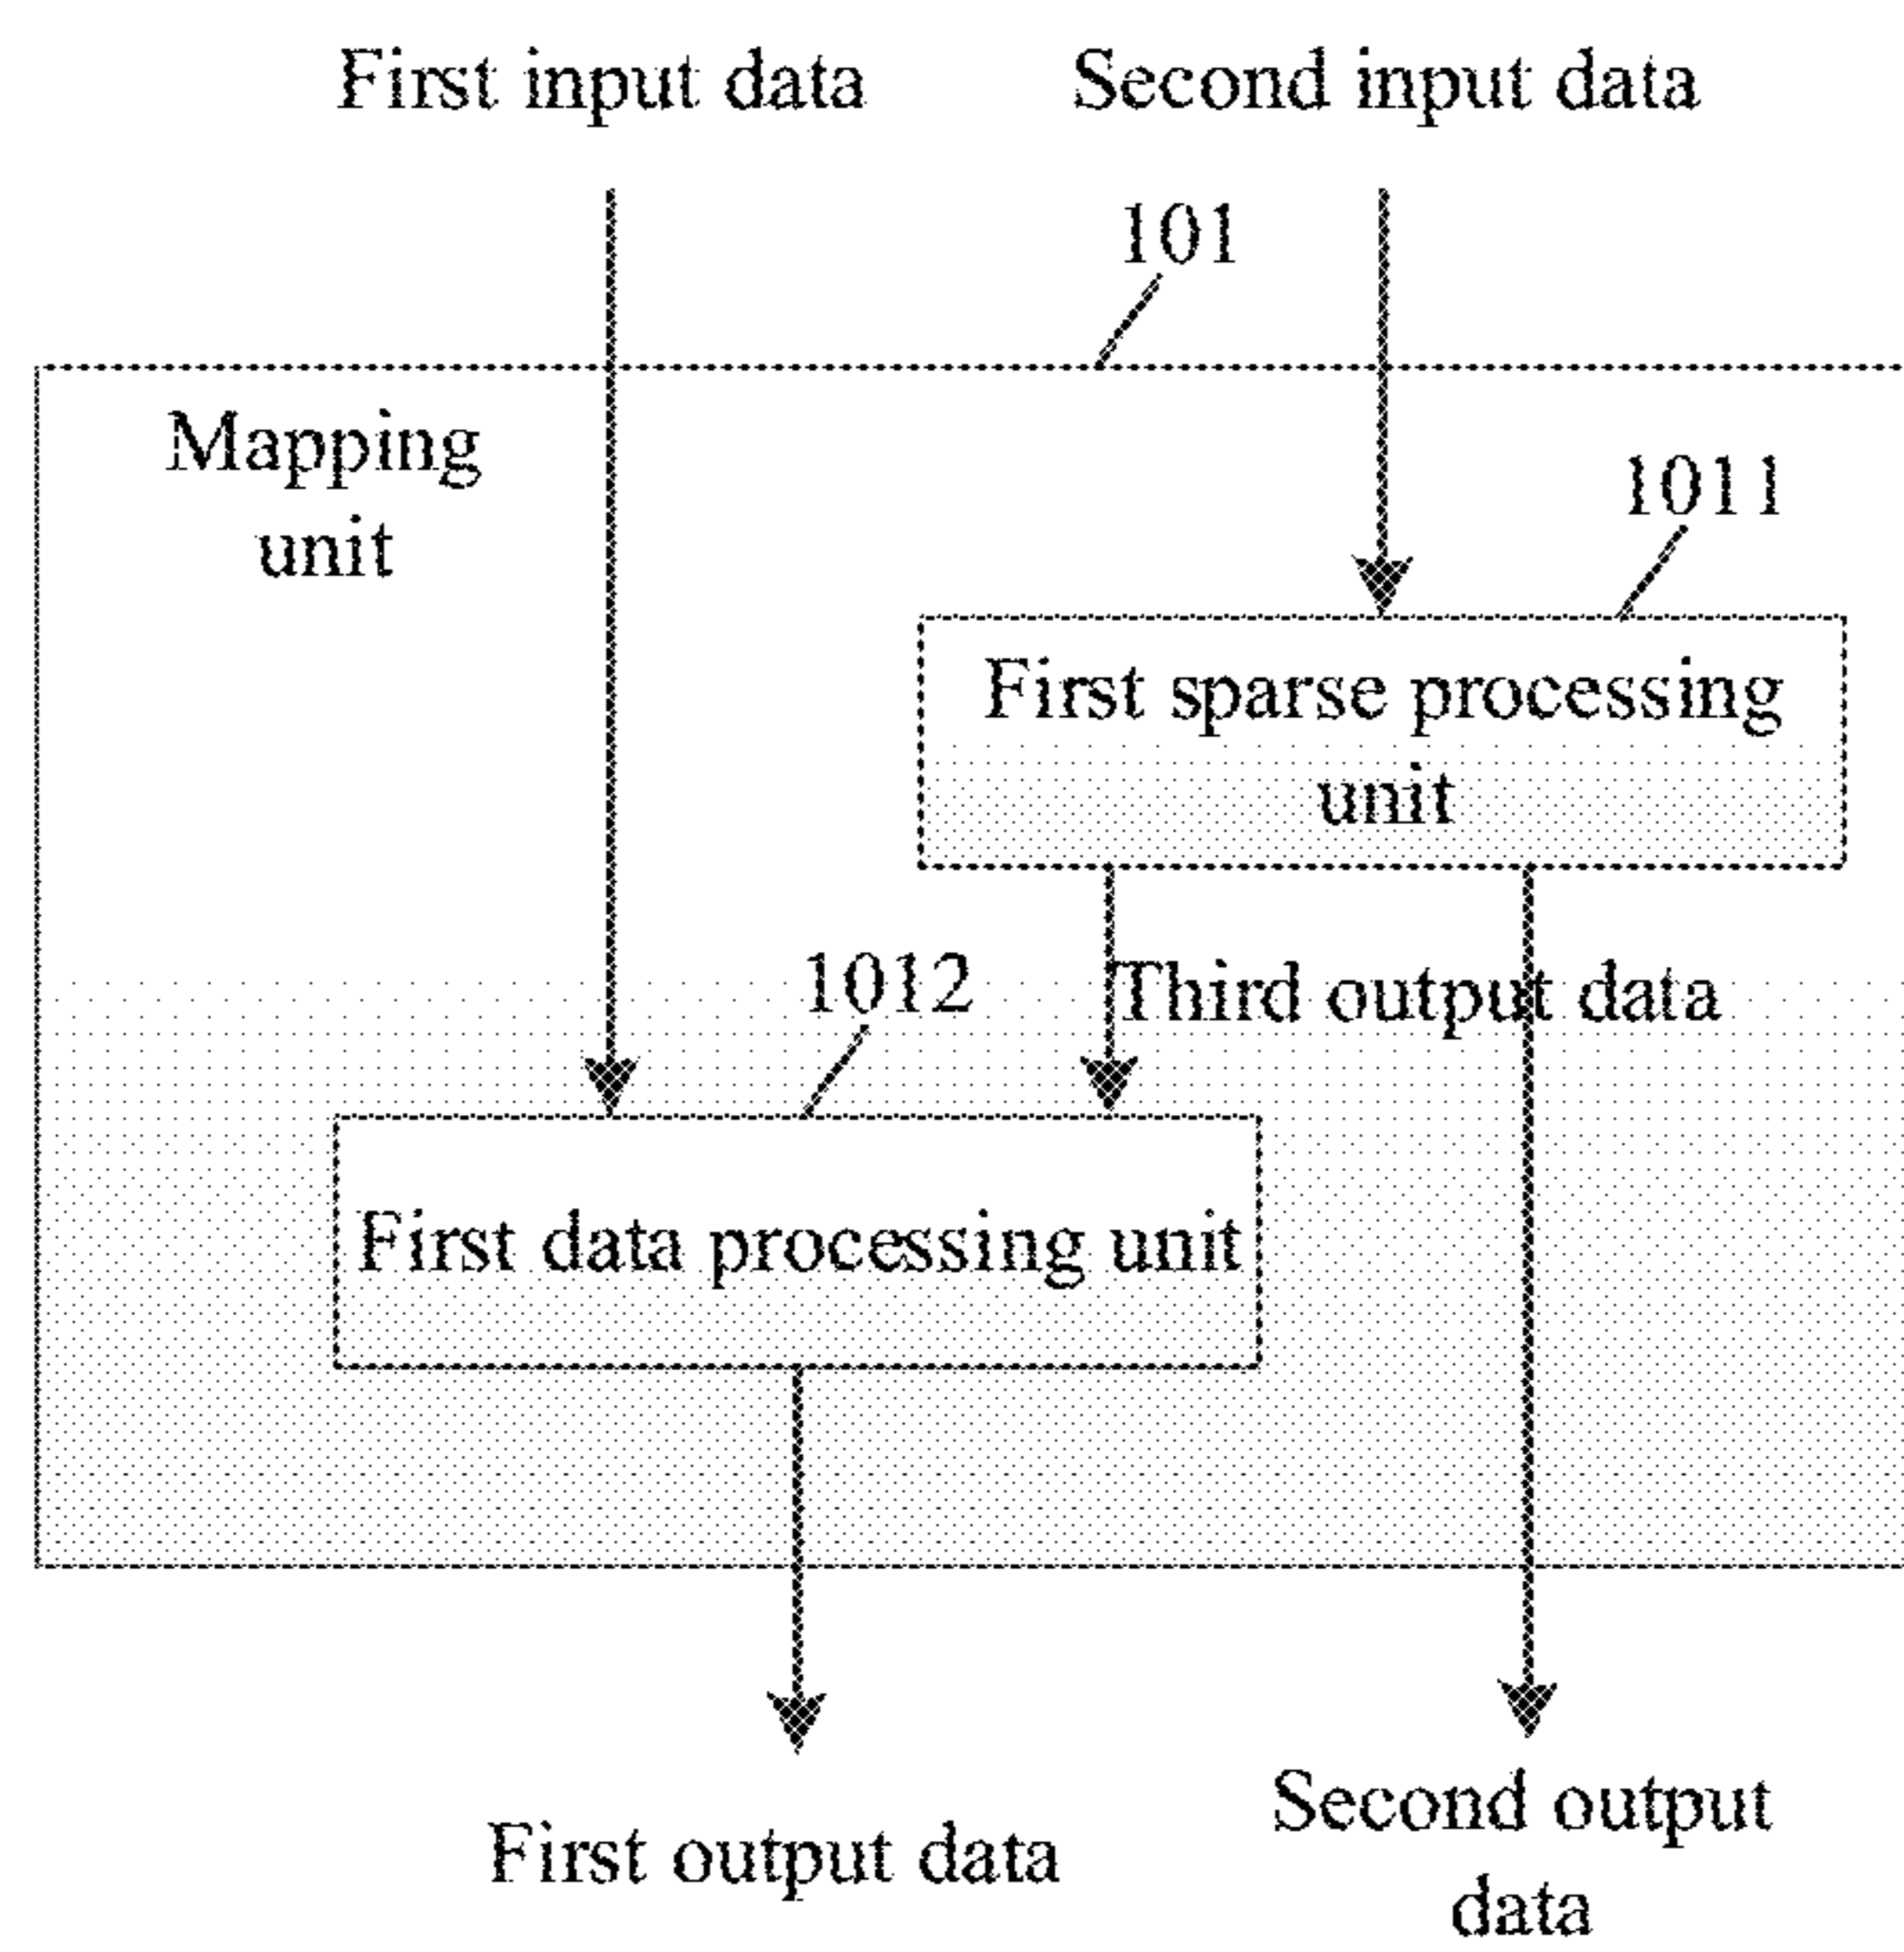 First input data
Second input data
101
Mapping
unit
1011
First sparse processing
unit
1012
Third output data
First data processing unit
First output data
Second output
data